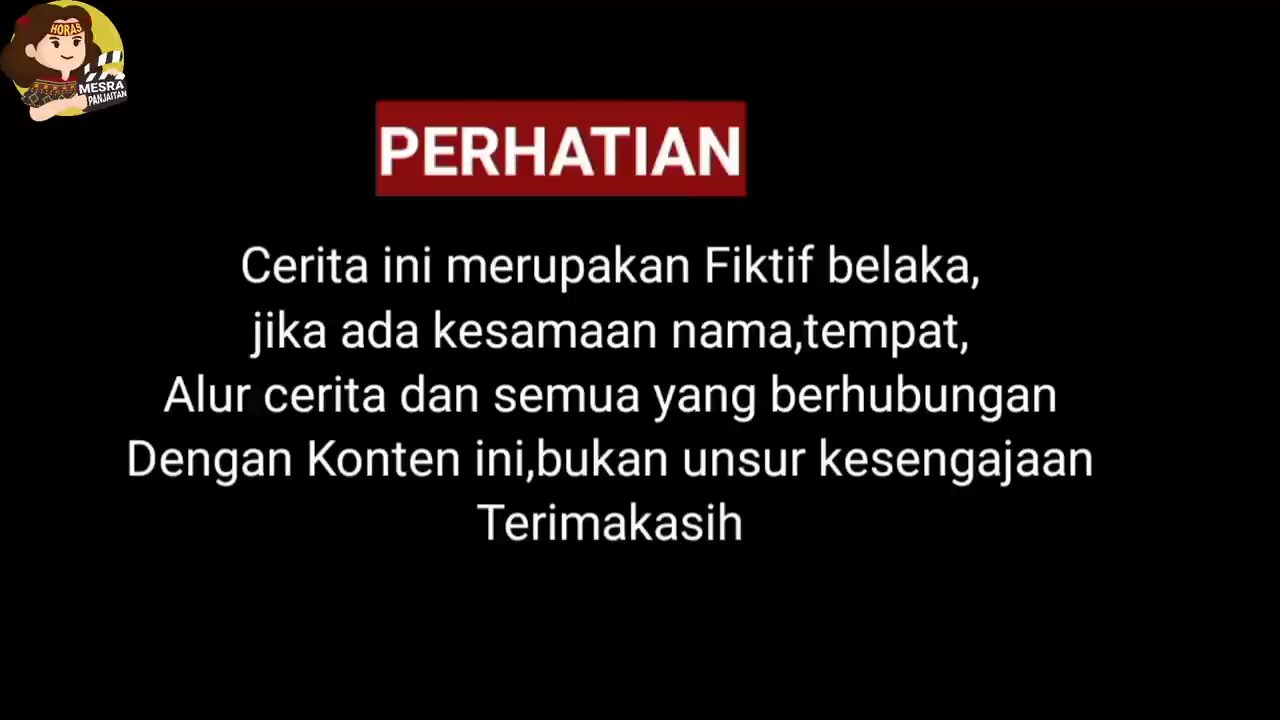 HORAS
MESRA
PANJAITAN
PERHATIAN
Cerita ini merupakan Fiktif belaka,
jika ada kesamaan nama,tempat,
Alur cerita dan semua yang berhubungan
Dengan Konten ini,bukan unsur kesengajaan
Terimakasih